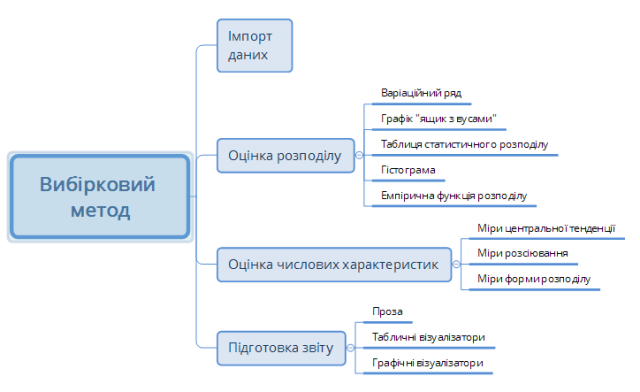 Вибірковий
метод
Імпорт
даних
Оцінка розподілу
Варіаційний ряд
Графік "ящик з вусами"
Таблиця статистичного розподілу
Гістограма
Емпірична функція розподілу
Оцінка числових характеристик
Міри центральної тенденції
Міри розсіювання
Міри форми розподілу
Підготовка звіту
Проза
Табличні візуалізатори
Графічні візуалізатори